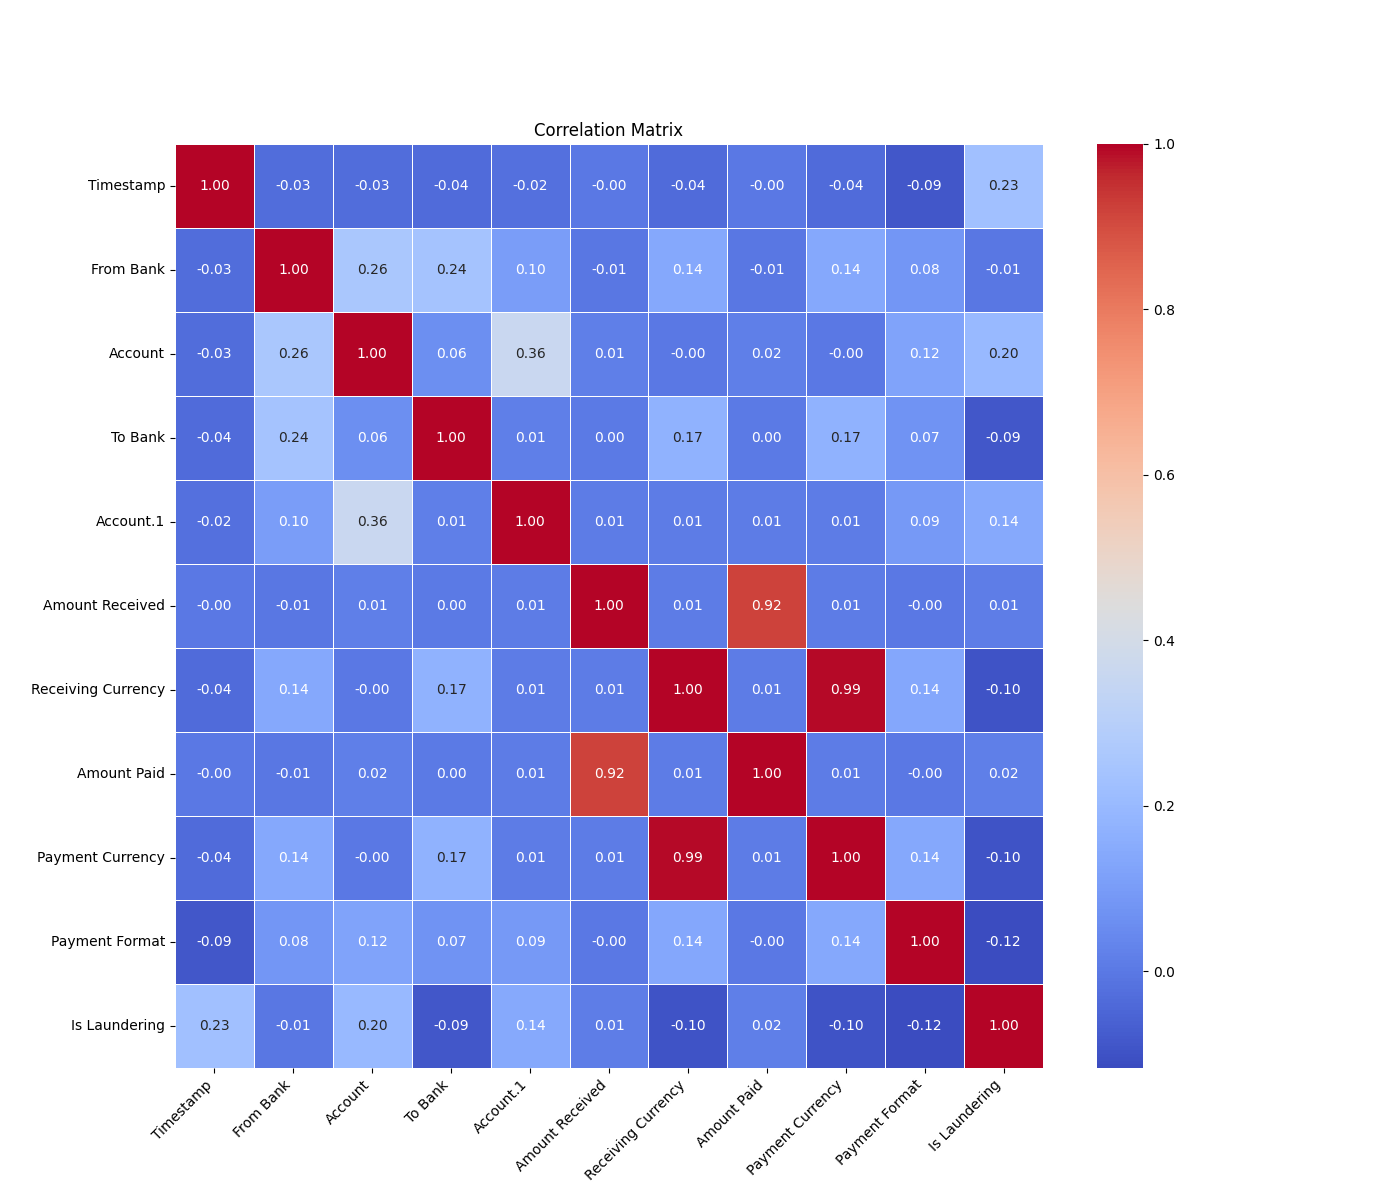 Correlation Matrix
Timestamp 1.00 -0.03 -0.03 -0.04 -0.02 -0.00 -0.04 -0.00 -0.04 -0.09 0.23
From Bank -0.03 1.00 0.26 0.24 0.10 -0.01 0.14 -0.01 0.14 0.08 -0.01
Account -0.03 0.26 1.00 0.06 0.36 0.01 -0.00 0.02 -0.00 0.12 0.20
To Bank -0.04 0.24 0.06 1.00 0.01 0.00 0.17 0.00 0.17 0.07 -0.09
Account.1 -0.02 0.10 0.36 0.01 1.00 0.01 0.01 0.01 0.01 0.09 0.14
Amount Received -0.00 -0.01 0.01 0.00 0.01 1.00 0.01 0.92 0.01 -0.00 0.01
Receiving Currency -0.04 0.14 -0.00 0.17 0.01 0.01 1.00 0.01 0.99 0.14 -0.10
Amount Paid -0.00 -0.01 0.02 0.00 0.01 0.92 0.01 1.00 0.01 -0.00 0.02
Payment Currency -0.04 0.14 -0.00 0.17 0.01 0.01 0.99 0.01 1.00 0.14 -0.10
Payment Format -0.09 0.08 0.12 0.07 0.09 -0.00 0.14 -0.00 0.14 1.00 -0.12
Is Laundering 0.23 -0.01 0.20 -0.09 0.14 0.01 -0.10 0.02 -0.10 -0.12 1.00
Timestamp
From Bank
Account
To Bank
Account.1
Amount Received
Receiving Currency
Amount Paid
Payment Currency
Payment Format
Is Laundering
1.0
0.8
0.6
0.4
0.2
0.0